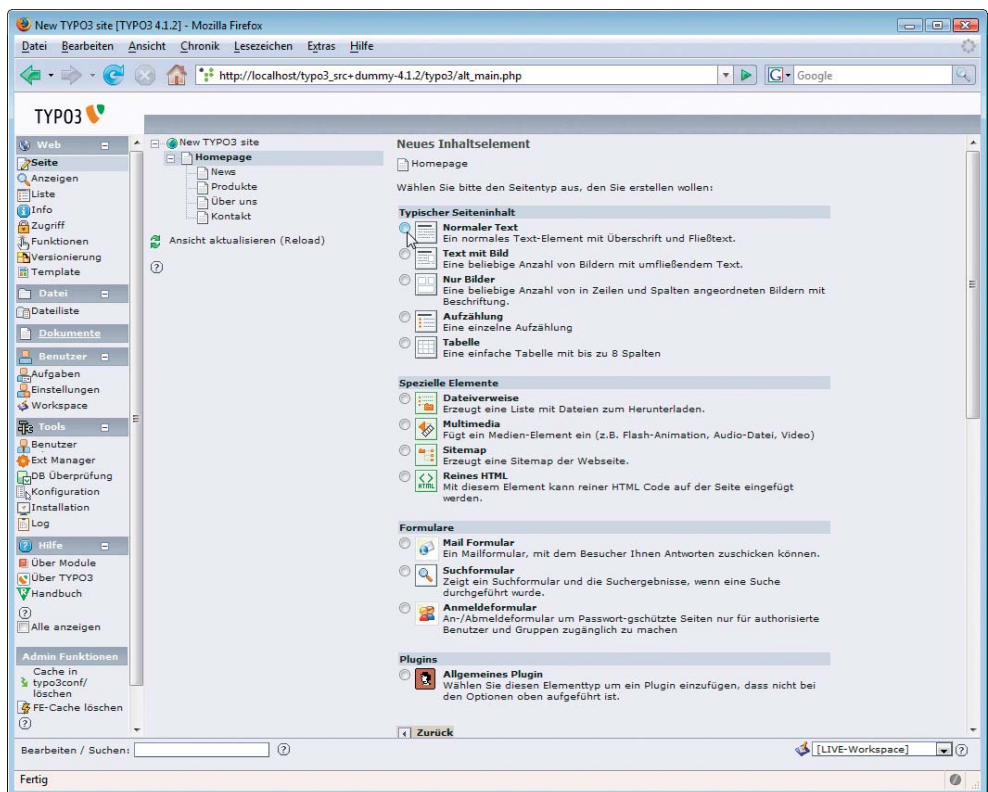 New TYPO3 site [TYPO3 4.1.2] - Mozilla Firefox
Datei Bearbeiten Ansicht Chronik Lesezeichen Extras Hilfe
http://localhost/typo3_src+dummy-4.1.2/typo3/alt_main.php
G Google
TYPO3
Web
Seite
Anzeigen
Liste
Info
Zugriff
Funktionen
Versionierung
Template
Datei
Dateiliste
Dokumente
Benutzer
Aufgaben
Einstellungen
Workspace
Tools
Benutzer
Ext Manager
DB Überprüfung
Konfiguration
Installation
Log
Hilfe
Über Module
Über TYPO3
Handbuch
Alle anzeigen
Admin Funktionen
Cache in
typo3conf/
löschen
FE-Cache löschen
New TYPO3 site
Homepage
News
Produkte
Über uns
Kontakt
Ansicht aktualisieren (Reload)
Neues Inhaltselement
Homepage
Wählen Sie bitte den Seitentyp aus, den Sie erstellen wollen:
Typischer Seiteninhalt
Normaler Text
Ein normales Text-Element mit Überschrift und Fließtext.
Text mit Bild
Eine beliebige Anzahl von Bildern mit umfließendem Text.
Nur Bilder
Eine beliebige Anzahl von in Zeilen und Spalten angeordneten Bildern mit
Beschriftung.
Aufzählung
Eine einzelne Aufzählung
Tabelle
Eine einfache Tabelle mit bis zu 8 Spalten
Spezielle Elemente
Dateiverweise
Erzeugt eine Liste mit Dateien zum Herunterladen.
Multimedia
Fügt ein Medien-Element ein (z.B. Flash-Animation, Audio-Datei, Video)
Sitemap
Erzeugt eine Sitemap der Webseite.
HTML
Reines HTML
Mit diesem Element kann reiner HTML Code auf der Seite eingefügt
werden.
Formulare
Mail Formular
Ein Mailformular, mit dem Besucher Ihnen Antworten zuschicken können.
Suchformular
Zeigt ein Suchformular und die Suchergebnisse, wenn eine Suche
durchgeführt wurde.
Anmeldeformular
An-/Abmeldeformular um Passwort-gschützte Seiten nur für authorisierte
Benutzer und Gruppen zugänglich zu machen
Plugins
Allgemeines Plugin
Wählen Sie diesen Elementtyp um ein Plugin einzufügen, dass nicht bei
den Optionen oben aufgeführt ist.
Zurück
Bearbeiten / Suchen:
[LIVE-Workspace]
Fertig